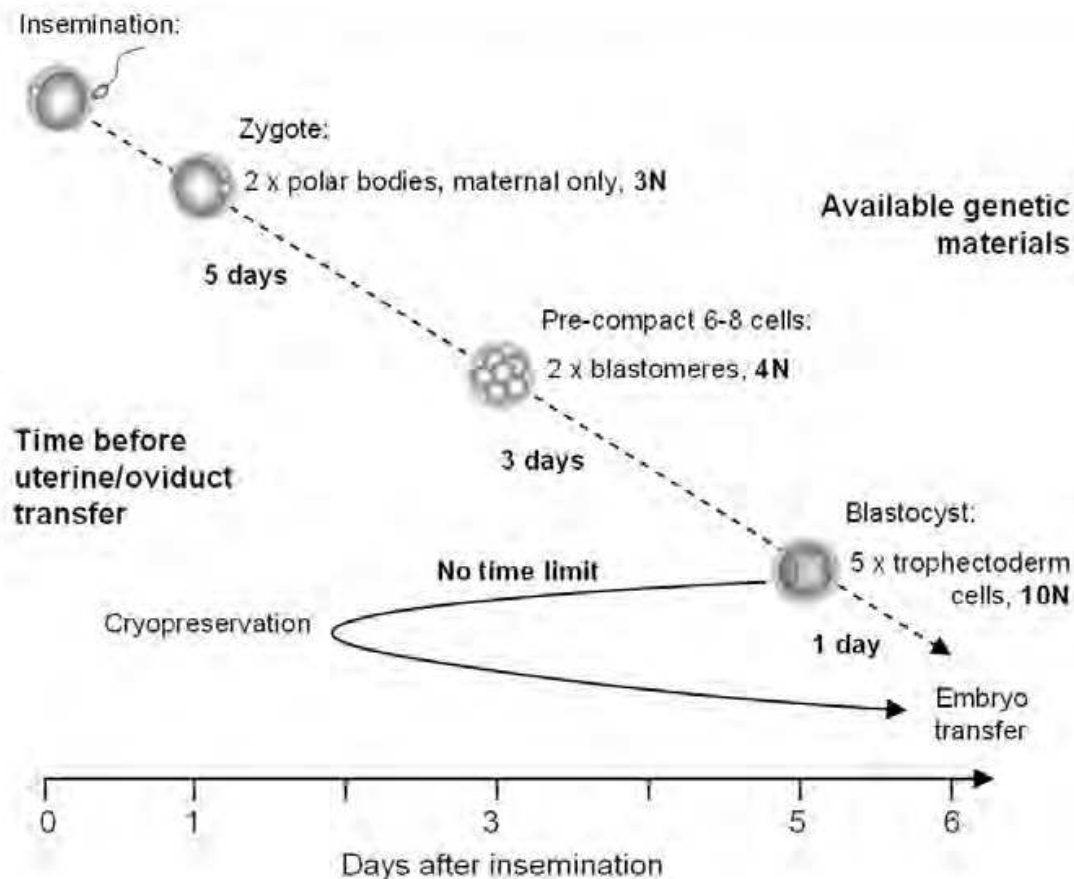 Insemination:
Zygote:
2 x polar bodies, maternal only, 3N
Available genetic
materials
5 days
Pre-compact 6-8 cells:
2 x blastomeres, 4N
Time before
uterine/oviduct
transfer
3 days
Blastocyst:
5 x trophectoderm
cells, 10N
No time limit
Cryopreservation
1 day
Embryo
transfer
0 1 3 5 6
Days after insemination